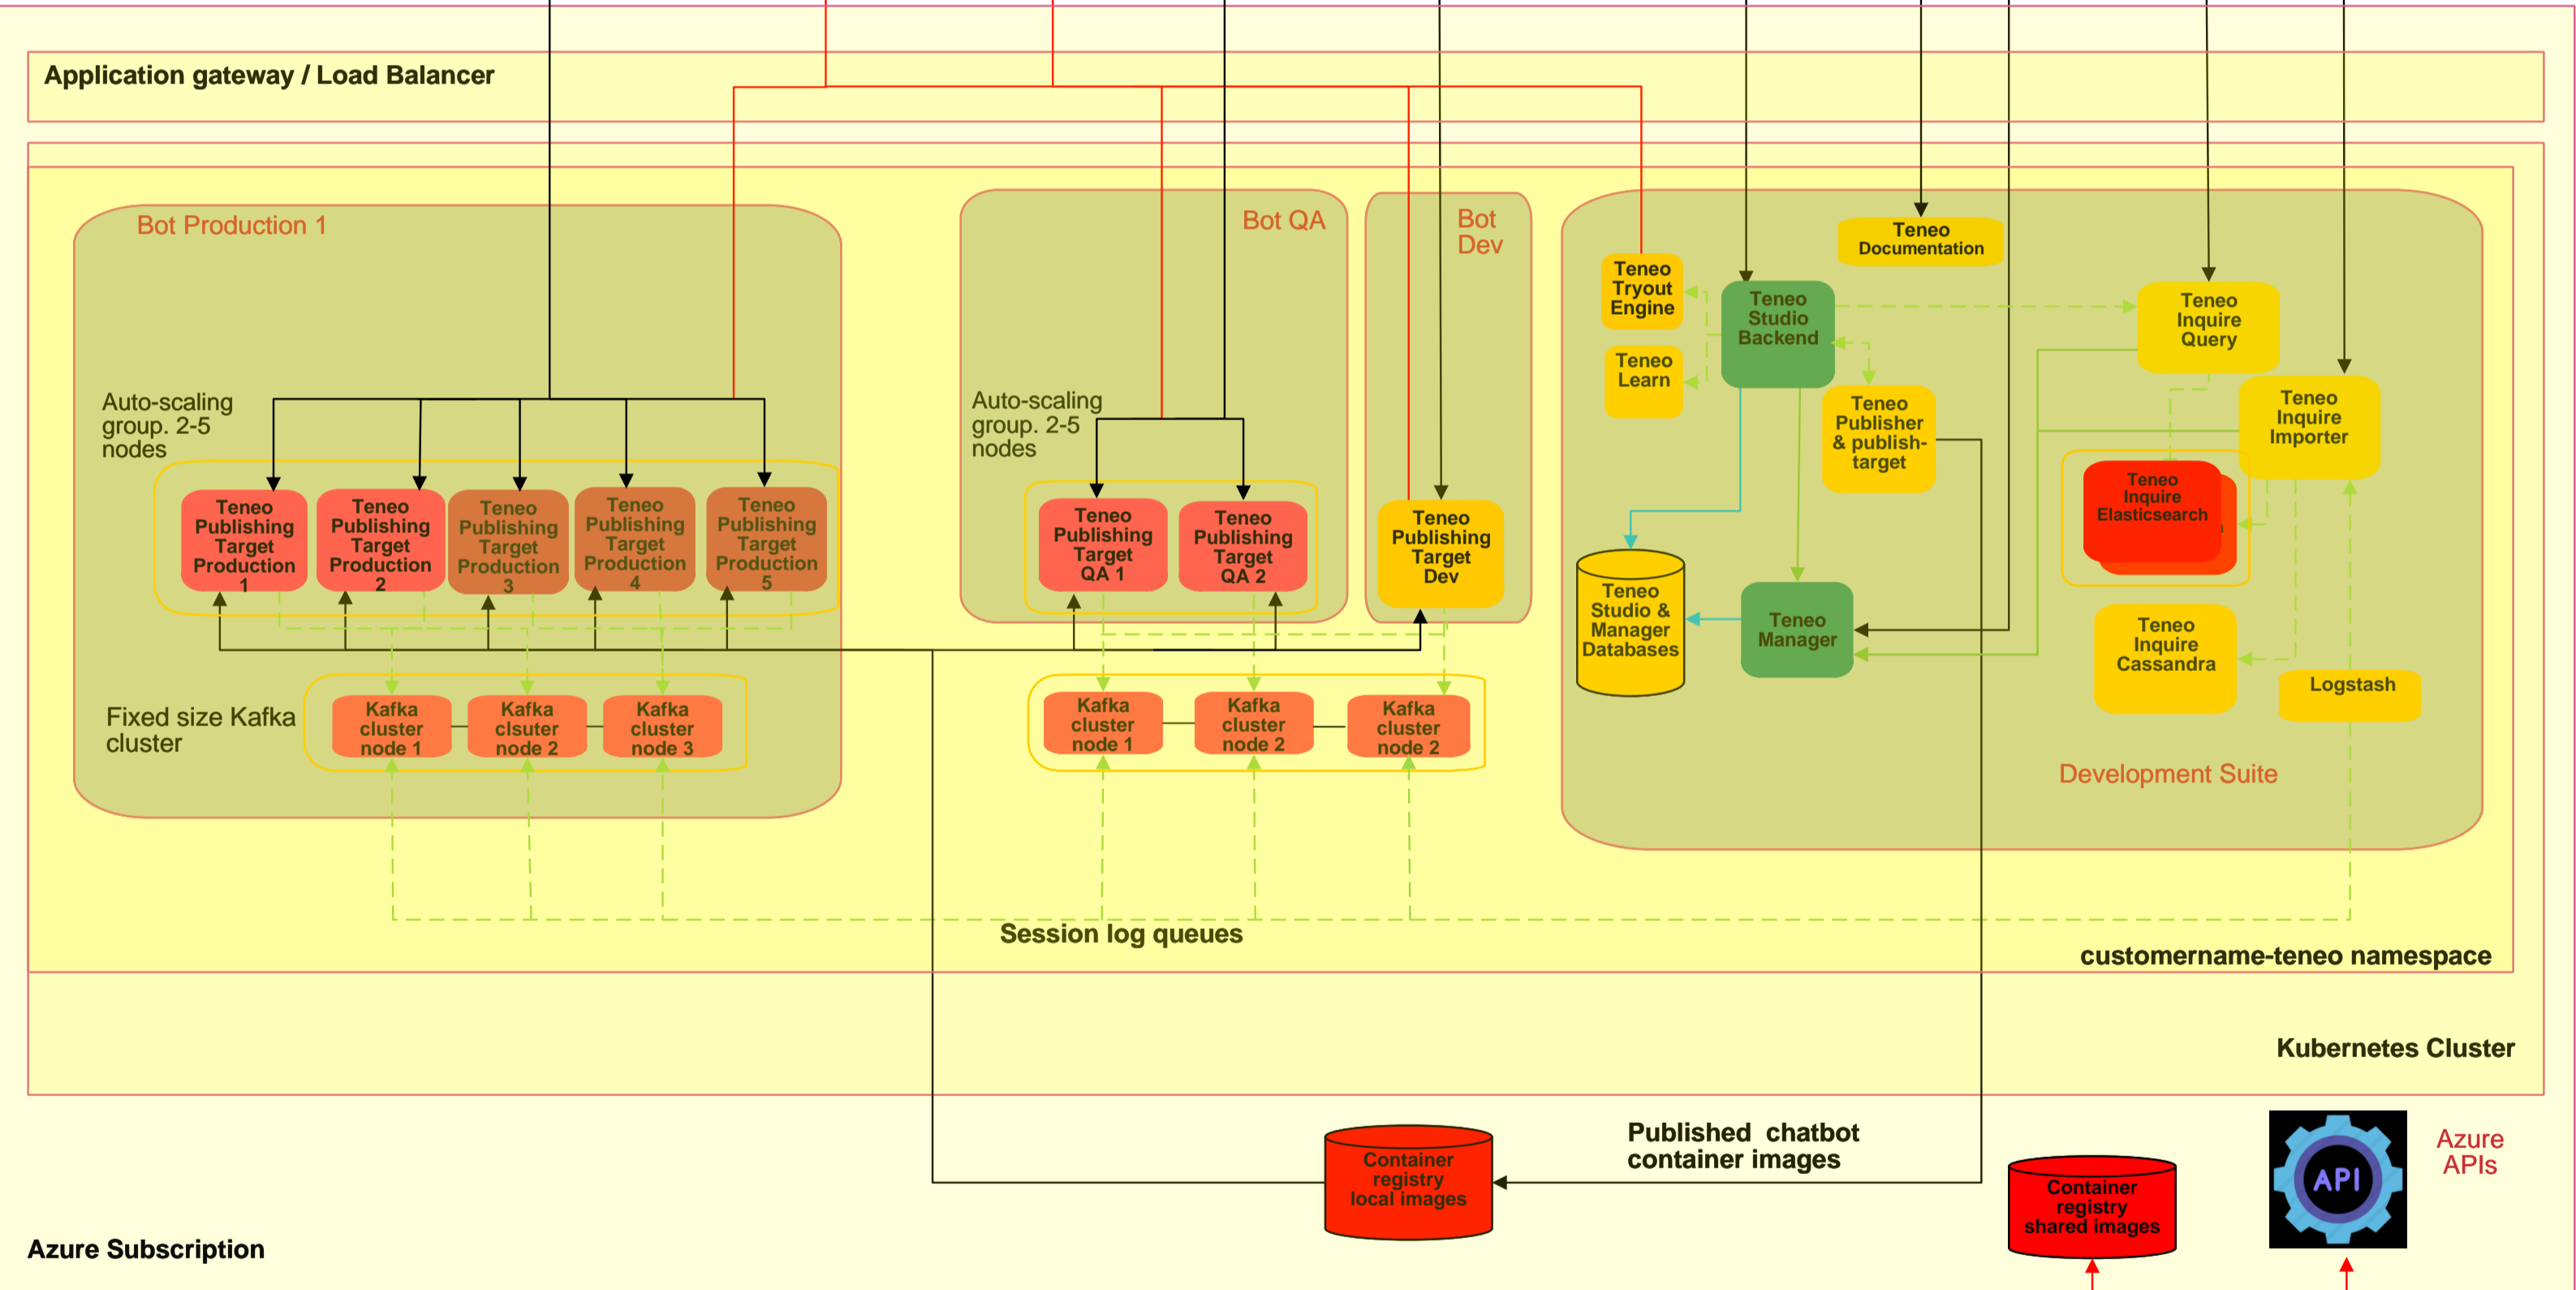 Application gateway / Load Balancer
Bot Production 1
Auto-scaling
group. 2-5
nodes
Teneo
Publishing
Target
Production
1
Teneo
Publishing
Target
Production
2
Teneo
Publishing
Target
Production
3
Teneo
Publishing
Target
Production
4
Teneo
Publishing
Target
Production
5
Fixed size Kafka
cluster
Kafka
cluster
node 1
Kafka
clsuter
node 2
Kafka
cluster
node 3
Bot QA
Auto-scaling
group. 2-5
nodes
Teneo
Publishing
Target
QA 1
Teneo
Publishing
Target
QA 2
Bot
Dev
Teneo
Publishing
Target
Dev
Kafka
cluster
node 1
Kafka
cluster
node 2
Kafka
cluster
node 2
Teneo
Documentation
Teneo
Tryout
Engine
Teneo
Studio
Backend
Teneo
Learn
Teneo
Publisher
& publish-
target
Teneo
Inquire
Query
Teneo
Inquire
Importer
Teneo
Inquire
Elasticsearch
Teneo
Studio &
Manager
Databases
Teneo
Manager
Teneo
Inquire
Cassandra
Logstash
Development Suite
Session log queues
customername-teneo namespace
Kubernetes Cluster
Published chatbot
container images
Container
registry
local images
Container
registry
shared images
API
Azure
APIs
Azure Subscription